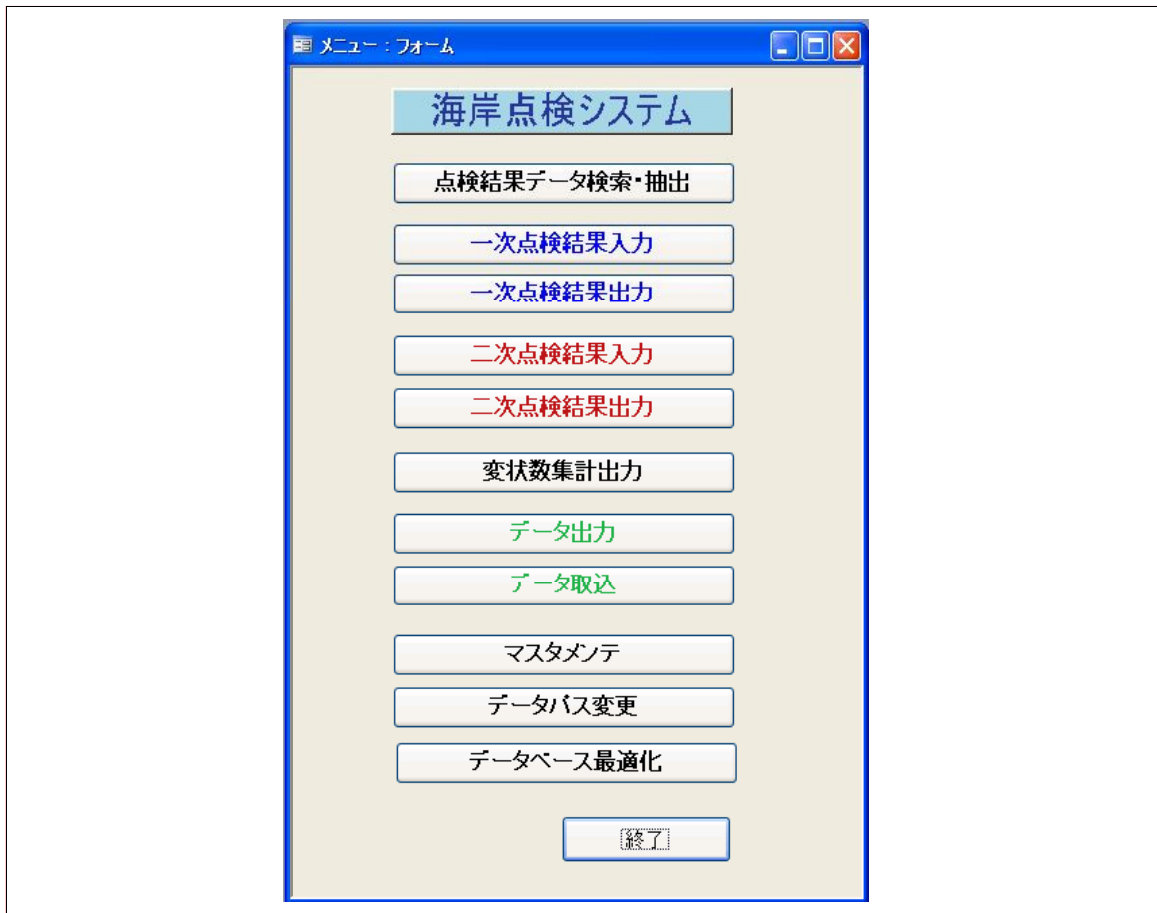 メニュー : フォーム
海岸点検システム
点検結果データ検索・抽出
一次点検結果入力
一次点検結果出力
二次点検結果入力
二次点検結果出力
変状数集計出力
データ出力
データ取込
マスタメンテ
データパス変更
データベース最適化
終了